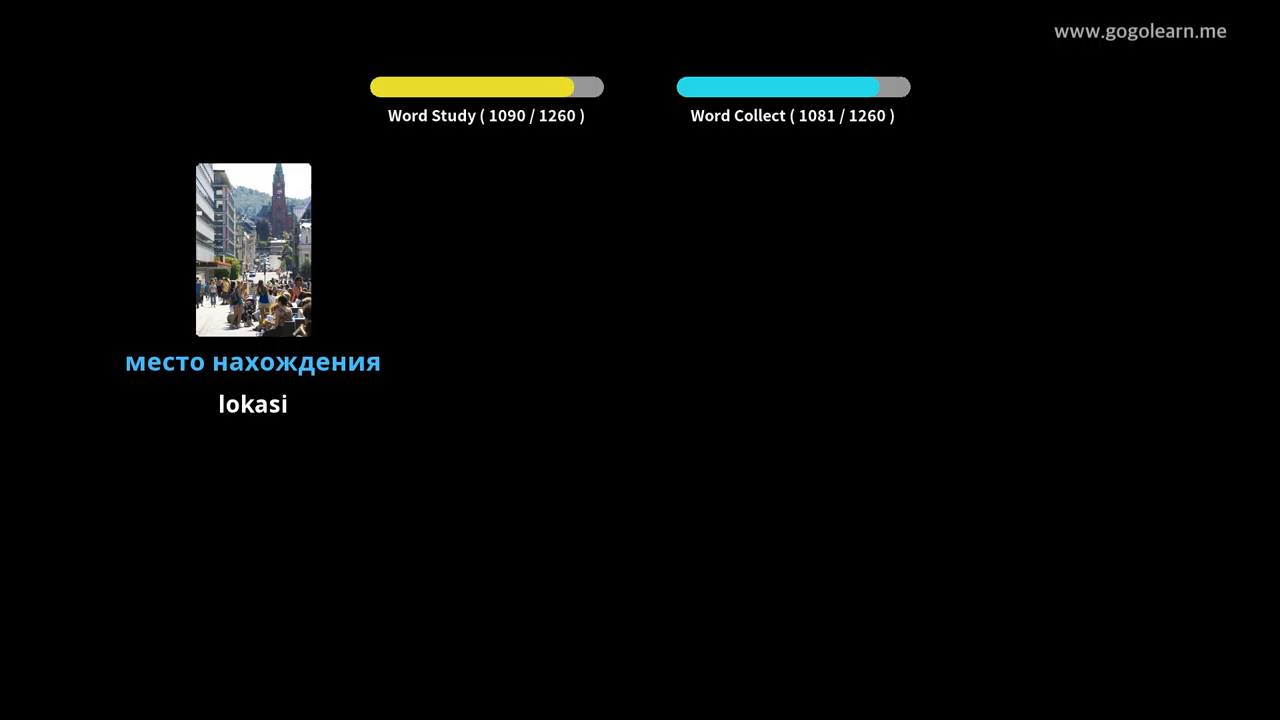 www.gogolearn.me
Word Study ( 1090 / 1260 )
Word Collect ( 1081 / 1260 )
место нахождения
lokasi